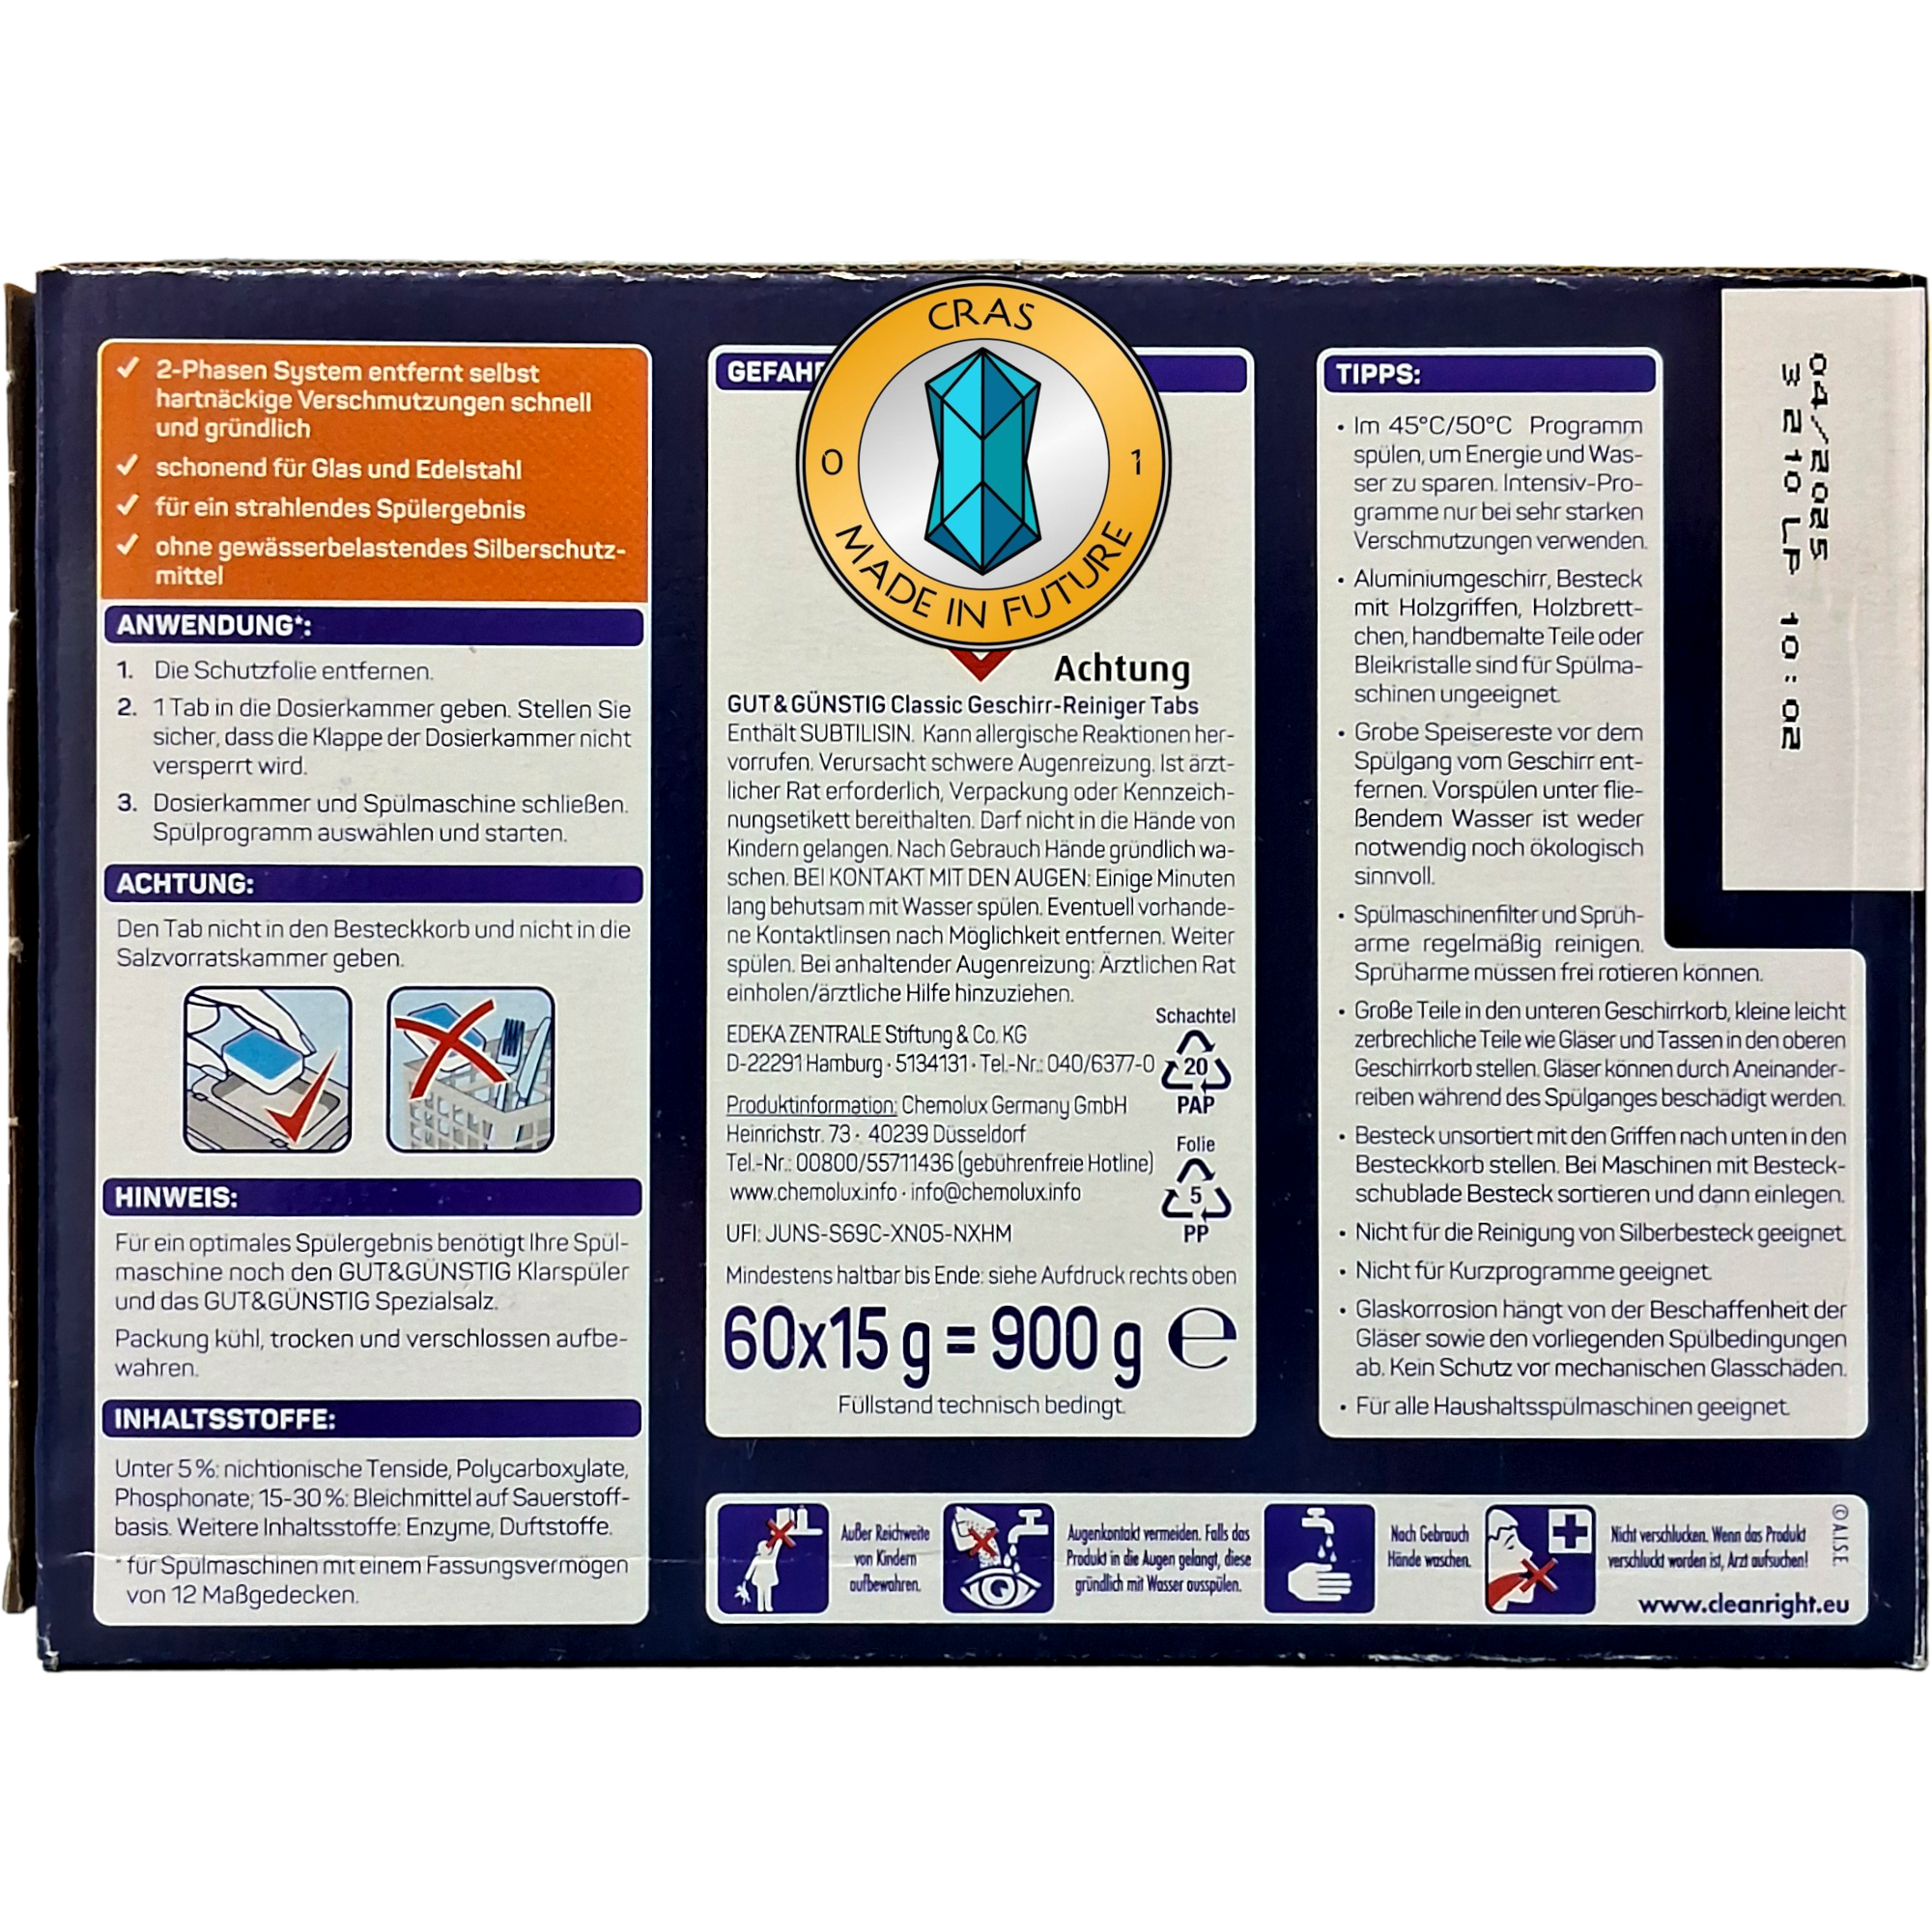 ✓ 2-Phasen System entfernt selbst
hartnäckige Verschmutzungen schnell
und gründlich
✓ schonend für Glas und Edelstahl
✓ für ein strahlendes Spülergebnis
✓ ohne gewässerbelastendes Silberschutz-
mittel
ANWENDUNG*:
1. Die Schutzfolie entfernen.
2. 1 Tab in die Dosierkammer geben. Stellen Sie
sicher, dass die Klappe der Dosierkammer nicht
versperrt wird.
3. Dosierkammer und Spülmaschine schließen.
Spülprogramm auswählen und starten.
ACHTUNG:
Den Tab nicht in den Besteckkorb und nicht in die
Salzvorratskammer geben.
HINWEIS:
Für ein optimales Spülergebnis benötigt Ihre Spül-
maschine noch den GUT&GÜNSTIG Klarspüler
und das GUT&GÜNSTIG Spezialsalz.
Packung kühl, trocken und verschlossen aufbe-
wahren.
INHALTSSTOFFE:
Unter 5 %: nichtionische Tenside, Polycarboxylate,
Phosphonate; 15-30 %: Bleichmittel auf Sauerstoff-
basis. Weitere Inhaltsstoffe: Enzyme, Duftstoffe.
* für Spülmaschinen mit einem Fassungsvermögen
von 12 Maßgedecken.
CRAS
0 1
MADE IN FUTURE
Achtung
GUT & GÜNSTIG Classic Geschirr-Reiniger Tabs
Enthält SUBTILISIN. Kann allergische Reaktionen her-
vorrufen. Verursacht schwere Augenreizung. Ist ärzt-
licher Rat erforderlich, Verpackung oder Kennzeich-
nungsetikett bereithalten. Darf nicht in die Hände von
Kindern gelangen. Nach Gebrauch Hände gründlich wa-
schen. BEI KONTAKT MIT DEN AUGEN: Einige Minuten
lang behutsam mit Wasser spülen. Eventuell vorhande-
ne Kontaktlinsen nach Möglichkeit entfernen. Weiter
spülen. Bei anhaltender Augenreizung: Ärztlichen Rat
einholen/ärztliche Hilfe hinzuziehen.
EDEKA ZENTRALE Stiftung & Co. KG
D-22291 Hamburg · 5134131 · Tel.-Nr.: 040/6377-0
Produktinformation: Chemolux Germany GmbH
Heinrichstr. 73 · 40239 Düsseldorf
Tel.-Nr.: 00800/55711436 (gebührenfreie Hotline)
www.chemolux.info · info@chemolux.info
UFI: JUNS-S69C-XN05-NXHM
Schachtel
20
PAP
Folie
5
PP
Mindestens haltbar bis Ende: siehe Aufdruck rechts oben
60x15 g = 900 g ℮
Füllstand technisch bedingt.
TIPPS:
• Im 45°C/50°C Programm
spülen, um Energie und Was-
ser zu sparen. Intensiv-Pro-
gramme nur bei sehr starken
Verschmutzungen verwenden.
• Aluminiumgeschirr, Besteck
mit Holzgriffen, Holzbrett-
chen, handbemalte Teile oder
Bleikristalle sind für Spülma-
schinen ungeeignet.
• Grobe Speisereste vor dem
Spülgang vom Geschirr ent-
fernen. Vorspülen unter flie-
ßendem Wasser ist weder
notwendig noch ökologisch
sinnvoll.
• Spülmaschinenfilter und Sprüh-
arme regelmäßig reinigen.
Sprüharme müssen frei rotieren können.
• Große Teile in den unteren Geschirrkorb, kleine leicht
zerbrechliche Teile wie Gläser und Tassen in den oberen
Geschirrkorb stellen. Gläser können durch Aneinander-
reiben während des Spülganges beschädigt werden.
• Besteck unsortiert mit den Griffen nach unten in den
Besteckkorb stellen. Bei Maschinen mit Besteck-
schublade Besteck sortieren und dann einlegen.
• Nicht für die Reinigung von Silberbesteck geeignet.
• Nicht für Kurzprogramme geeignet.
• Glaskorrosion hängt von der Beschaffenheit der
Gläser sowie den vorliegenden Spülbedingungen
ab. Kein Schutz vor mechanischen Glasschäden.
• Für alle Haushaltsspülmaschinen geeignet.
04/2025
3 210 LP 10:02
Außer Reichweite
von Kindern
aufbewahren.
Augenkontakt vermeiden. Falls das
Produkt in die Augen gelangt, diese
gründlich mit Wasser ausspülen.
Nach Gebrauch
Hände waschen.
Nicht verschlucken. Wenn das Produkt
verschluckt worden ist, Arzt aufsuchen!
www.cleanright.eu
© A.I.S.E.